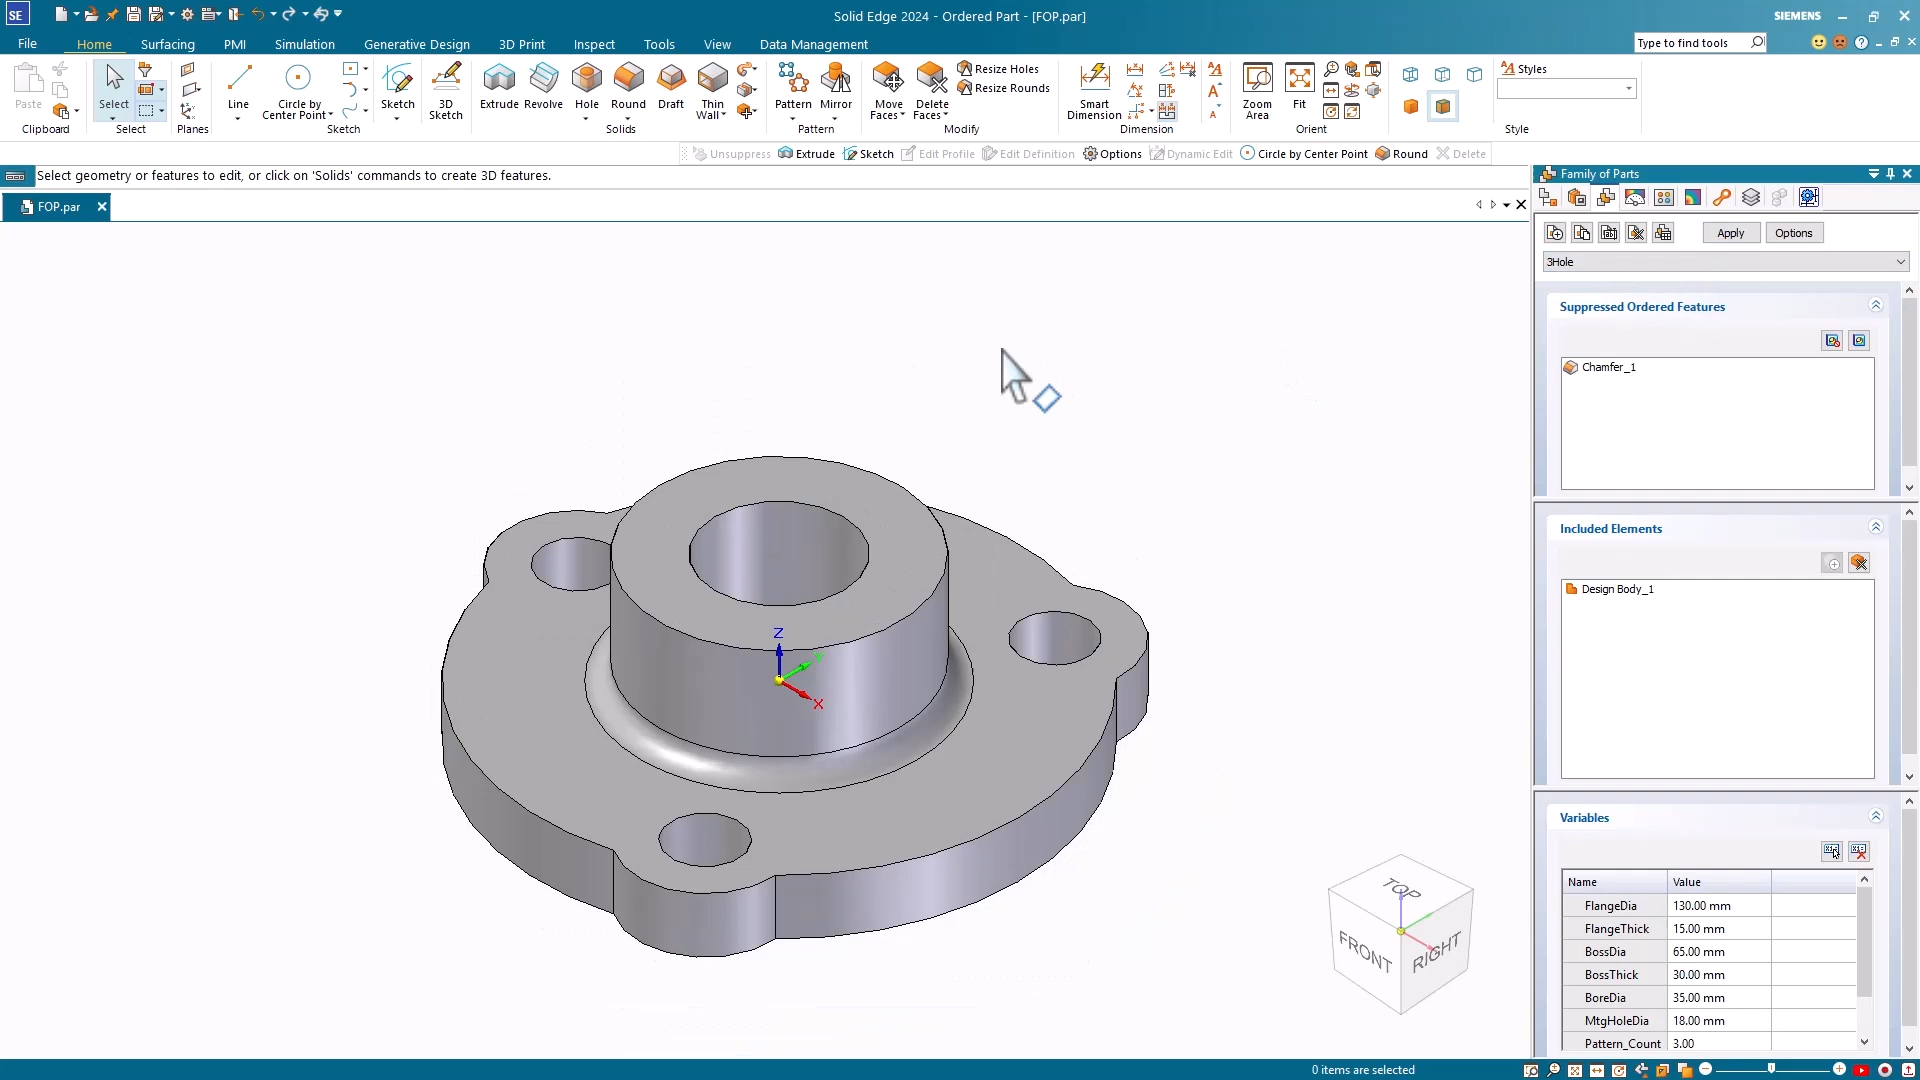 SE
Solid Edge 2024 - Ordered Part - [FOP.par]
SIEMENS
File Home Surfacing PMI Simulation Generative Design 3D Print Inspect Tools View Data Management
Type to find tools
Paste
Clipboard
Select
Select
Planes
Line
Circle by Center Point
Sketch
Sketch
3D Sketch
Extrude
Revolve
Hole
Round
Draft
Thin Wall
Solids
Pattern
Mirror
Pattern
Move Faces
Delete Faces
Resize Holes
Resize Rounds
Modify
Smart Dimension
Dimension
Zoom Area
Fit
Orient
Styles
Style
Unsuppress Extrude Sketch Edit Profile Edit Definition Options Dynamic Edit Circle by Center Point Round Delete
Select geometry or features to edit, or click on 'Solids' commands to create 3D features.
FOP.par
Family of Parts
Apply Options
3Hole
Suppressed Ordered Features
Chamfer_1
Included Elements
Design Body_1
Variables
Name Value
FlangeDia 130.00 mm
FlangeThick 15.00 mm
BossDia 65.00 mm
BossThick 30.00 mm
BoreDia 35.00 mm
MtgHoleDia 18.00 mm
Pattern_Count 3.00
Z
Y
X
TOP
FRONT
RIGHT
0 items are selected